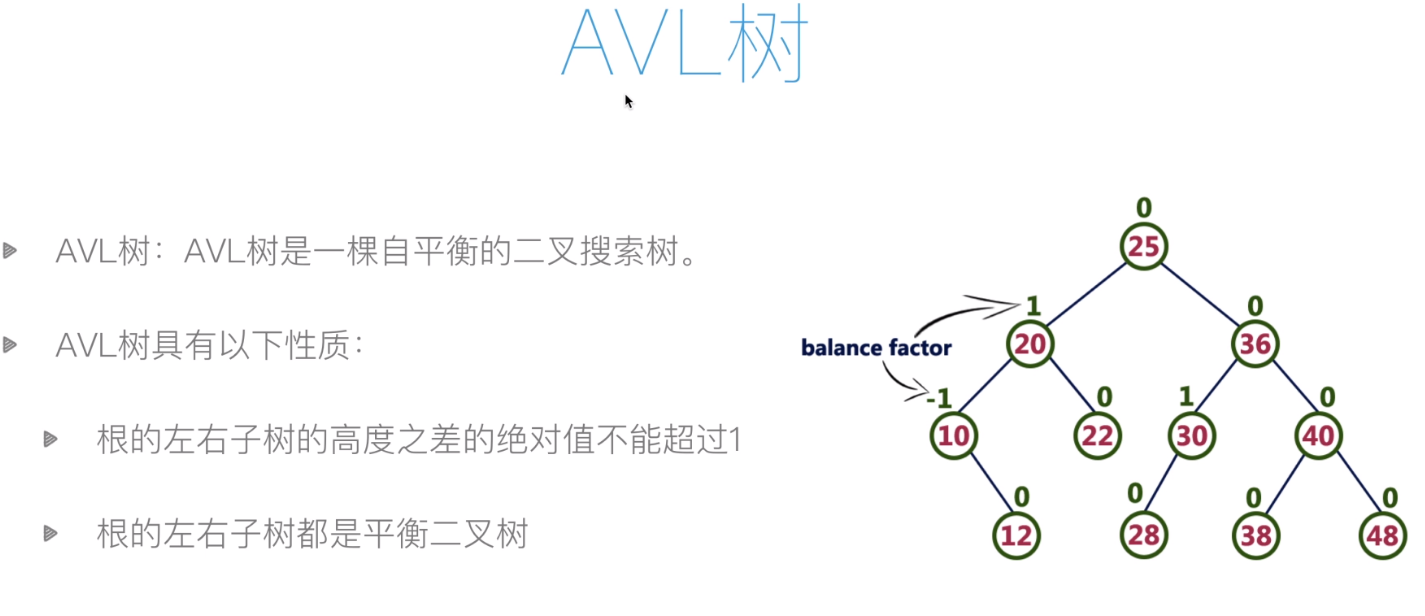 AVL树
AVL树：AVL树是一棵自平衡的二叉搜索树。
AVL树具有以下性质：
根的左右子树的高度之差的绝对值不能超过1
根的左右子树都是平衡二叉树
0
25
1 0
balance factor
20 36
-1 0 1 0
10 22 30 40
0 0 0 0
12 28 38 48